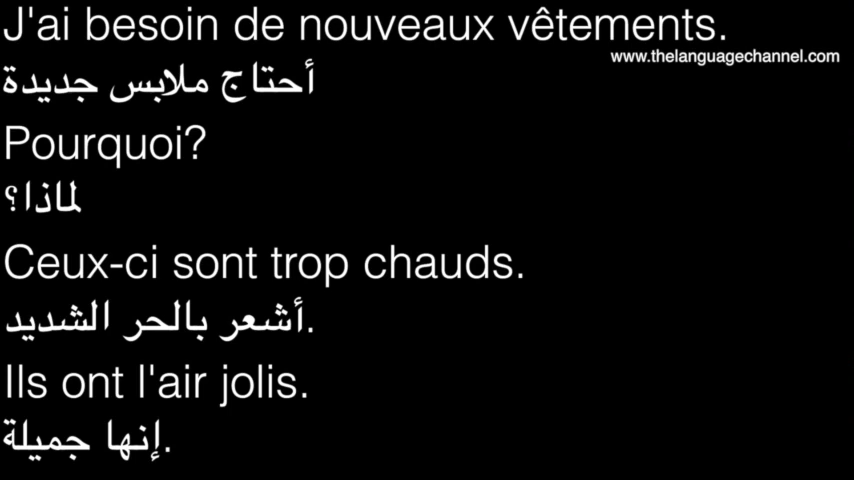 J'ai besoin de nouveaux vêtements.
www.thelanguagechannel.com
أحتاج ملابس جديدة
Pourquoi?
لماذا؟
Ceux-ci sont trop chauds.
أشعر بالحر الشديد.
Ils ont l'air jolis.
إنها جميلة.